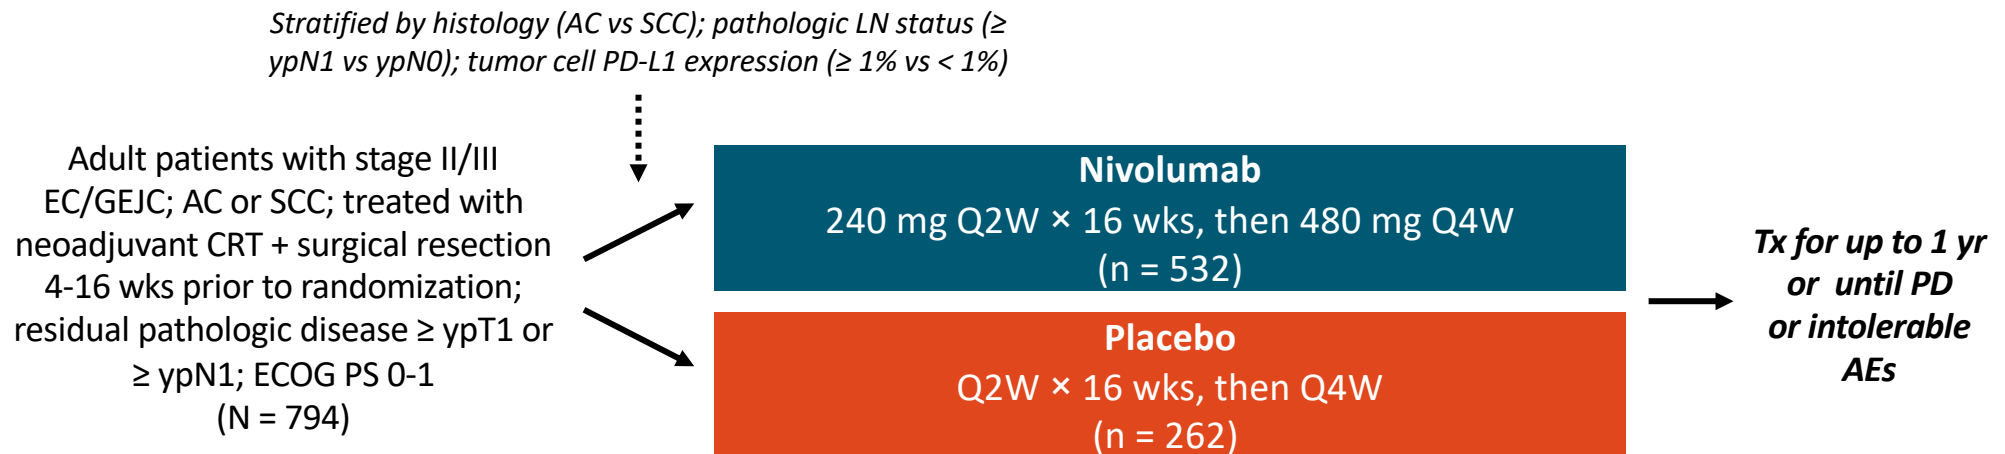 Stratified by histology (AC vs SCC); pathologic LN status (≥
ypN1 vs ypN0); tumor cell PD-L1 expression (≥ 1% vs < 1%)
Adult patients with stage II/III
EC/GEJC; AC or SCC; treated with
neoadjuvant CRT + surgical resection
4-16 wks prior to randomization;
residual pathologic disease ≥ ypT1 or
≥ ypN1; ECOG PS 0-1
(N = 794)
Nivolumab
240 mg Q2W × 16 wks, then 480 mg Q4W
(n = 532)
Placebo
Q2W × 16 wks, then Q4W
(n = 262)
Tx for up to 1 yr
or until PD
or intolerable
AEs